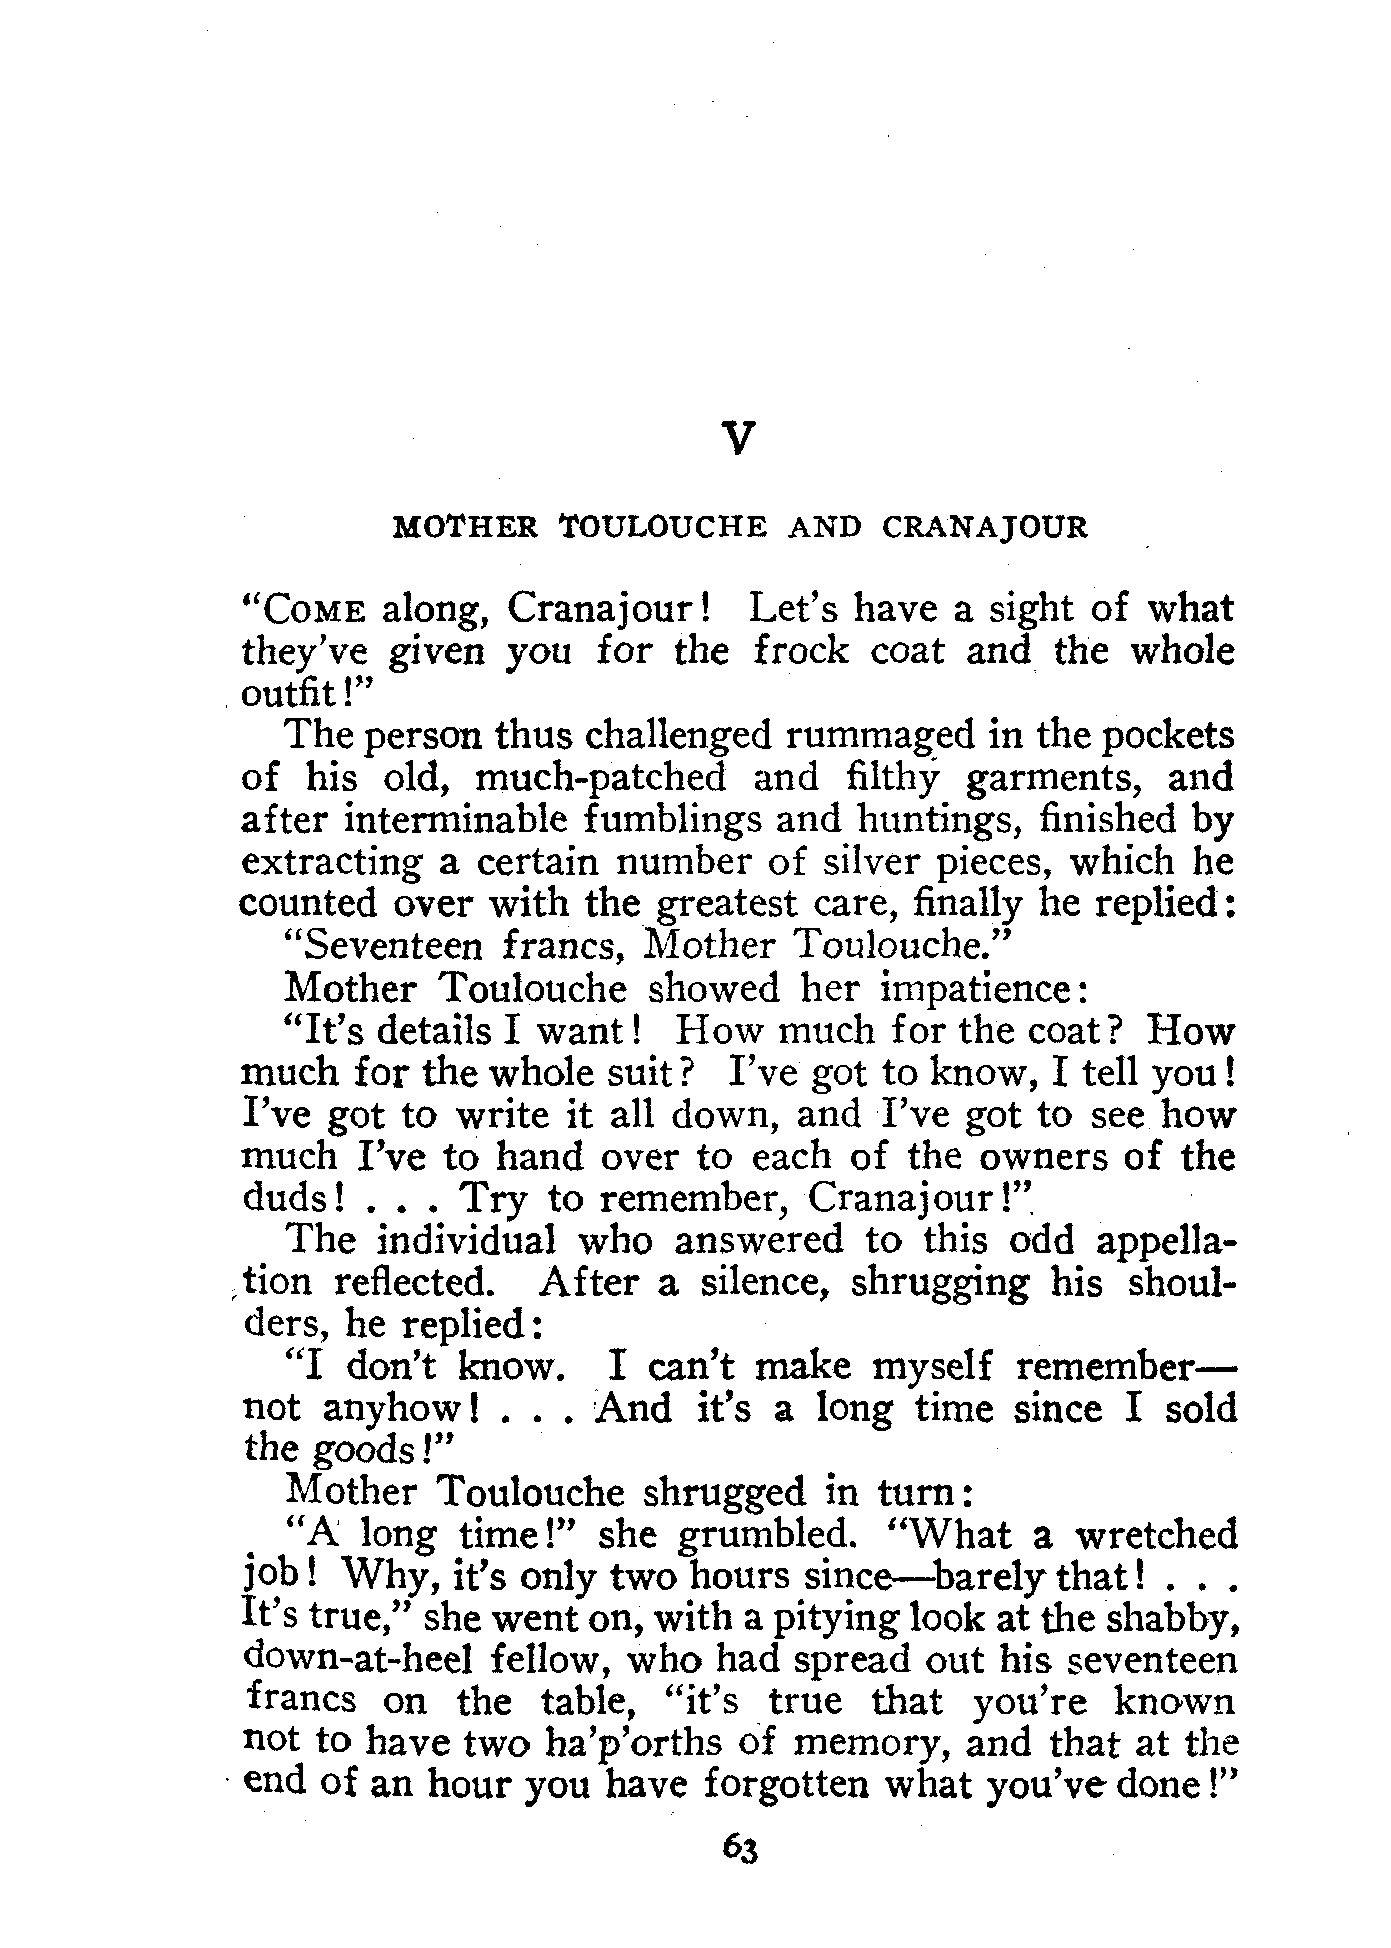 V
MOTHER TOULOUCHE AND CRANAJOUR
“COME along, Cranajour! Let’s have a sight of what
they’ve given you for the frock coat and the whole
outfit!”
The person thus challenged rummaged in the pockets
of his old, much-patched and filthy garments, and
after interminable fumblings and huntings, finished by
extracting a certain number of silver pieces, which he
counted over with the greatest care, finally he replied:
“Seventeen francs, Mother Toulouche.”
Mother Toulouche showed her impatience:
“It’s details I want! How much for the coat? How
much for the whole suit? I’ve got to know, I tell you!
I’ve got to write it all down, and I’ve got to see how
much I’ve to hand over to each of the owners of the
duds! . . . Try to remember, Cranajour!”
The individual who answered to this odd appella-
tion reflected. After a silence, shrugging his shoul-
ders, he replied:
“I don’t know. I can’t make myself remember—
not anyhow! . . . And it’s a long time since I sold
the goods!”
Mother Toulouche shrugged in turn:
“A long time!” she grumbled. “What a wretched
job! Why, it’s only two hours since—barely that! . . .
It’s true,” she went on, with a pitying look at the shabby,
down-at-heel fellow, who had spread out his seventeen
francs on the table, “it’s true that you’re known
not to have two ha’p’orths of memory, and that at the
end of an hour you have forgotten what you’ve done!”
63